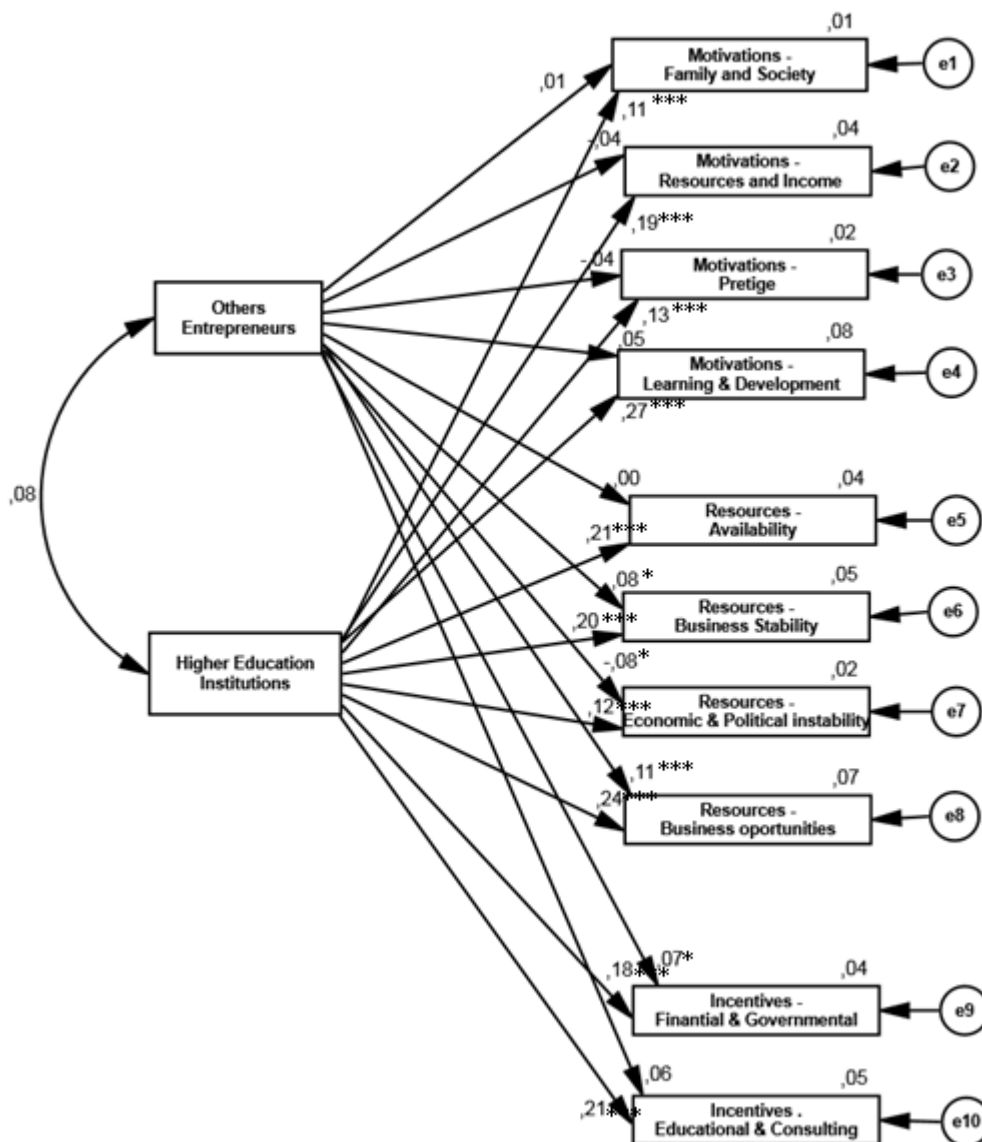 ,01
Motivations -
Family and Society
e1
,01
,11 ***
,04
Motivations -
Resources and Income
e2
-,04
,19***
,02
Motivations -
Pretige
e3
-,04
,13 ***
,08
Motivations -
Learning & Development
e4
,05
,27***
Others
Entrepreneurs
,08
Higher Education
Institutions
,00
,04
Resources -
Availability
e5
,21***
,08 *
,05
Resources -
Business Stability
e6
,20***
-,08*
,02
Resources -
Economic & Political instability
e7
,12***
,11 ***
,07
Resources -
Business oportunities
e8
,24***
,07*
,18***
,04
Incentives -
Finantial & Governmental
e9
,06
,05
Incentives .
Educational & Consulting
e10
,21***